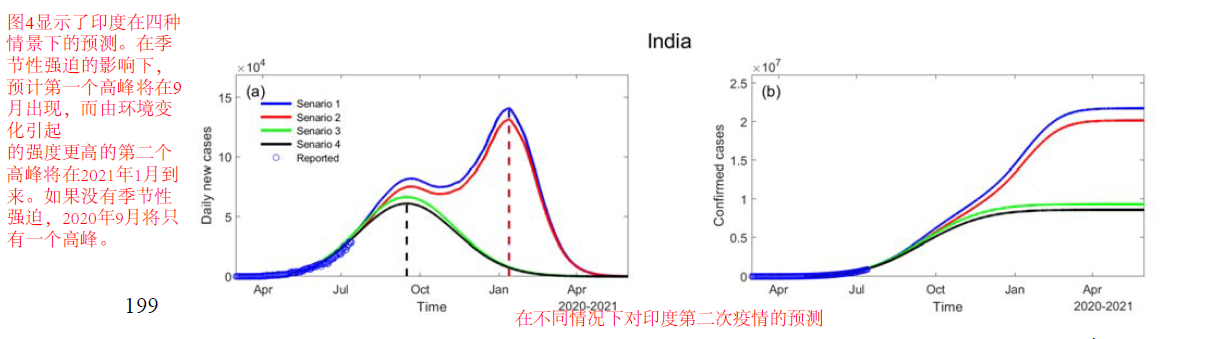 图4显示了印度在四种
情景下的预测。在季
节性强迫的影响下，
预计第一个高峰将在9
月出现，而由环境变
化引起
的强度更高的第二个
高峰将在2021年1月到
来。如果没有季节性
强迫，2020年9月将只
有一个高峰。
199
India
×10⁴
(a)
Senario 1
Senario 2
Senario 3
Senario 4
Reported
15
10
5
0
Daily new cases
Apr
Jul
Oct
Jan
Apr
Time
2020-2021
×10⁷
(b)
2.5
2
1.5
1
0.5
0
Confirmed cases
Apr
Jul
Oct
Jan
Apr
Time
2020-2021
在不同情况下对印度第二次疫情的预测